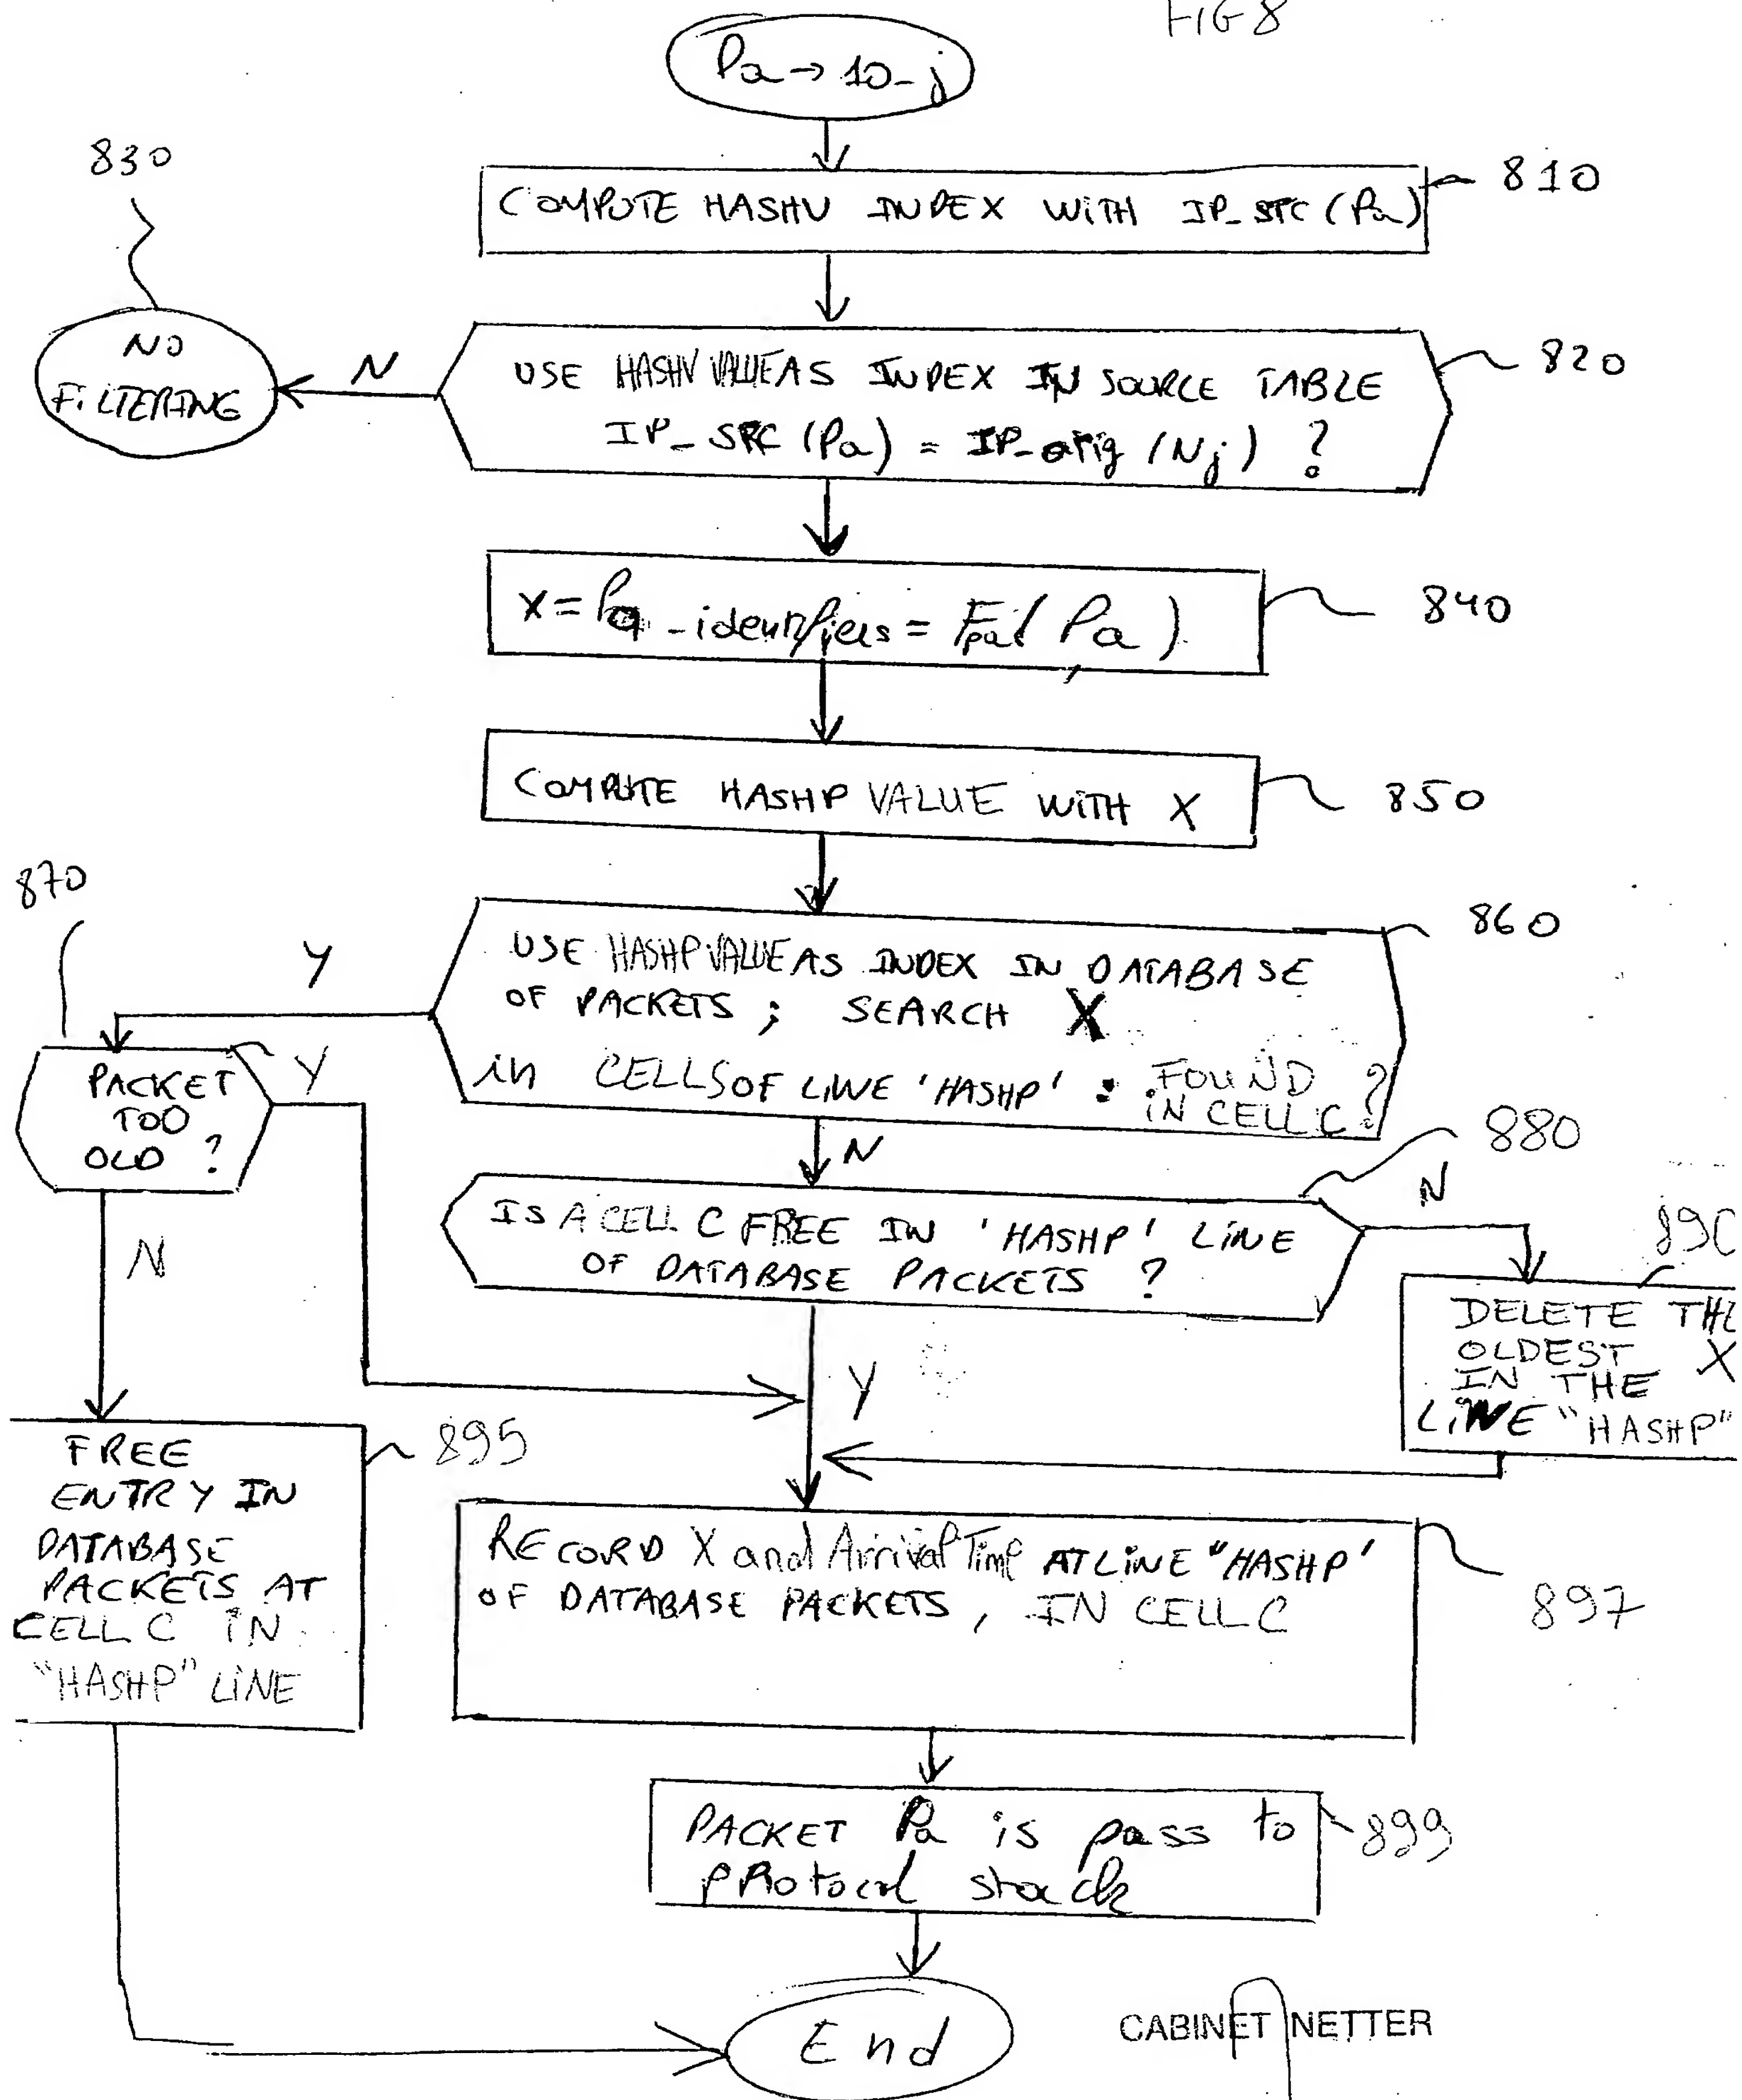 FIG 8
Pa → 10-j
830
810
COMPUTE HASHV INDEX WITH IP_SRC (Pa)
NO
FILTERING
N
820
USE HASHV VALUE AS INDEX IN SOURCE TABLE
IP_SRC (Pa) = IP_orig (Nj) ?
840
X = Pa_identifiers = Fpa( Pa )
850
COMPUTE HASHP VALUE WITH X
870
860
Y
USE HASHP VALUE AS INDEX IN DATABASE
OF PACKETS ; SEARCH X
in CELLS OF LINE 'HASHP' : FOUND
IN CELL C ?
PACKET
TOO
OLD ?
Y
N
880
N
IS A CELL C FREE IN 'HASHP' LINE
OF DATABASE PACKETS ?
N
890
DELETE THE
OLDEST X
IN THE
LINE "HASHP"
Y
895
FREE
ENTRY IN
DATABASE
PACKETS AT
CELL C IN
"HASHP" LINE
RECORD X and Arrival Time AT LINE "HASHP'
OF DATABASE PACKETS, IN CELL C
897
PACKET Pa is pass to
protocol stack
899
End
CABINET NETTER